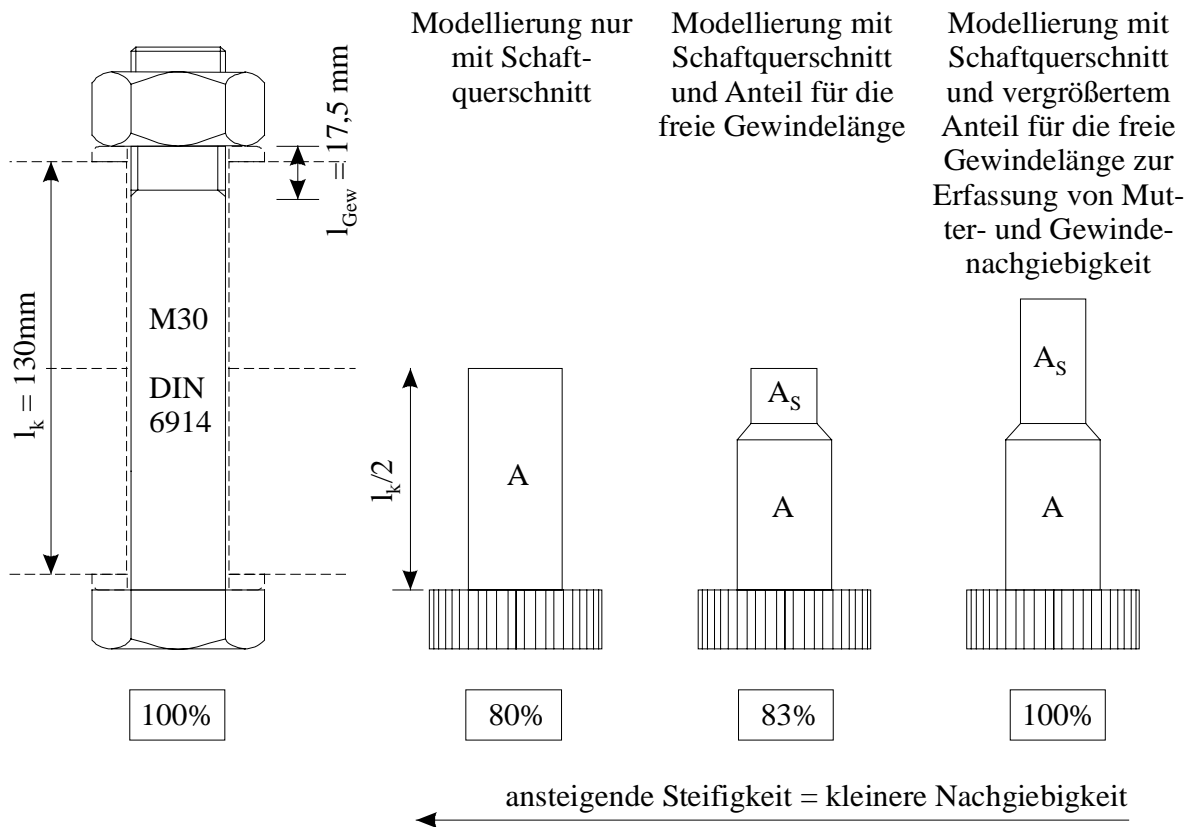 Modellierung nur
mit Schaft-
querschnitt
Modellierung mit
Schaftquerschnitt
und Anteil für die
freie Gewindelänge
Modellierung mit
Schaftquerschnitt
und vergrößertem
Anteil für die freie
Gewindelänge zur
Erfassung von Mut-
ter- und Gewinde-
nachgiebigkeit
l_Gew = 17,5 mm
l_k = 130mm
M30
DIN
6914
l_k/2
A
A_S
A
A_S
A
100%
80%
83%
100%
ansteigende Steifigkeit = kleinere Nachgiebigkeit